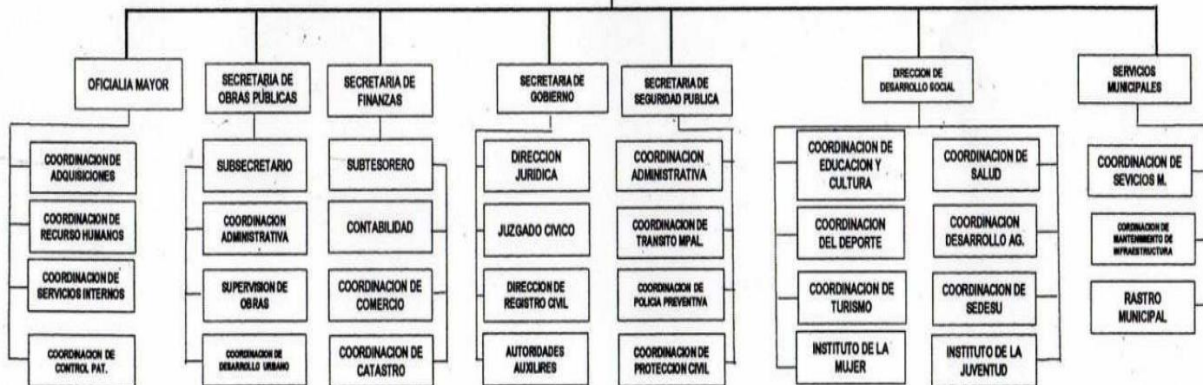 OFICIALIA MAYOR
COORDINACION DE
ADQUISICIONES
COORDINACION DE
RECURSO HUMANOS
COORDINACION DE
SERVICIOS INTERNOS
COORDINACION DE
CONTROL PAT.
SECRETARIA DE
OBRAS PÚBLICAS
SUBSECRETARIO
COORDINACION
ADMINISTRATIVA
SUPERVISION DE
OBRAS
COORDINACION DE
DESARROLLO URBANO
SECRETARIA DE
FINANZAS
SUBTESORERO
CONTABILIDAD
COORDINACION DE
COMERCIO
COORDINACION DE
CATASTRO
SECRETARIA DE
GOBIERNO
DIRECCION
JURIDICA
JUZGADO CIVICO
DIRECCION DE
REGISTRO CIVIL
AUTORIDADES
AUXILIRES
SECRETARIA DE
SEGURIDAD PUBLICA
COORDINACION
ADMINISTRATIVA
COORDINACION DE
TRANSITO MPAL.
COORDINACION DE
POLICIA PREVENTIVA
COORDINACION DE
PROTECCION CIVIL
DIRECCION DE
DESARROLLO SOCIAL
COORDINACION DE
EDUCACION Y
CULTURA
COORDINACION
DEL DEPORTE
COORDINACION DE
TURISMO
INSTITUTO DE LA
MUJER
COORDINACION DE
SALUD
COORDINACION
DESARROLLO AG.
COORDINACION DE
SEDESU
INSTITUTO DE LA
JUVENTUD
SERVICIOS
MUNICIPALES
COORDINACION DE
SEVICIOS M.
CORDINACION DE
MANTENIMIENTO DE
INFRAESTRUCTURA
RASTRO
MUNICIPAL